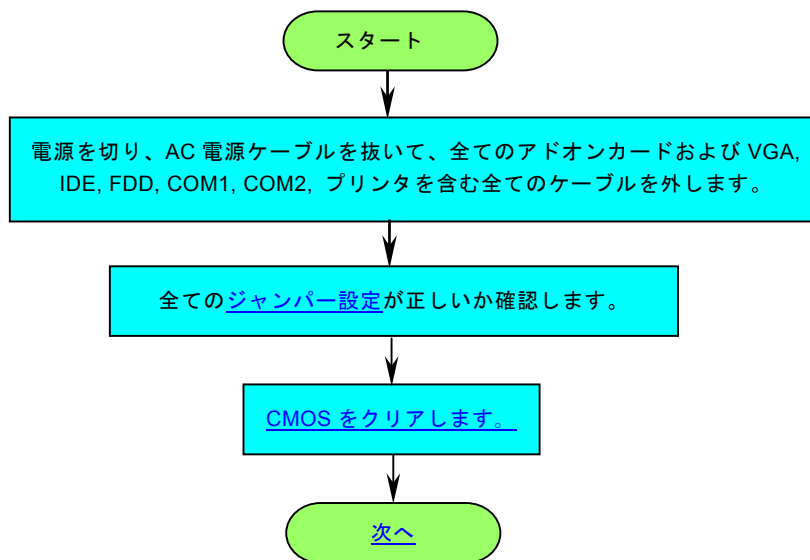 スタート
電源を切り、AC 電源ケーブルを抜いて、全てのアドオンカードおよび VGA,
IDE, FDD, COM1, COM2, プリンタを含む全てのケーブルを外します。
全てのジャンパー設定が正しいか確認します。
CMOS をクリアします。
次へ